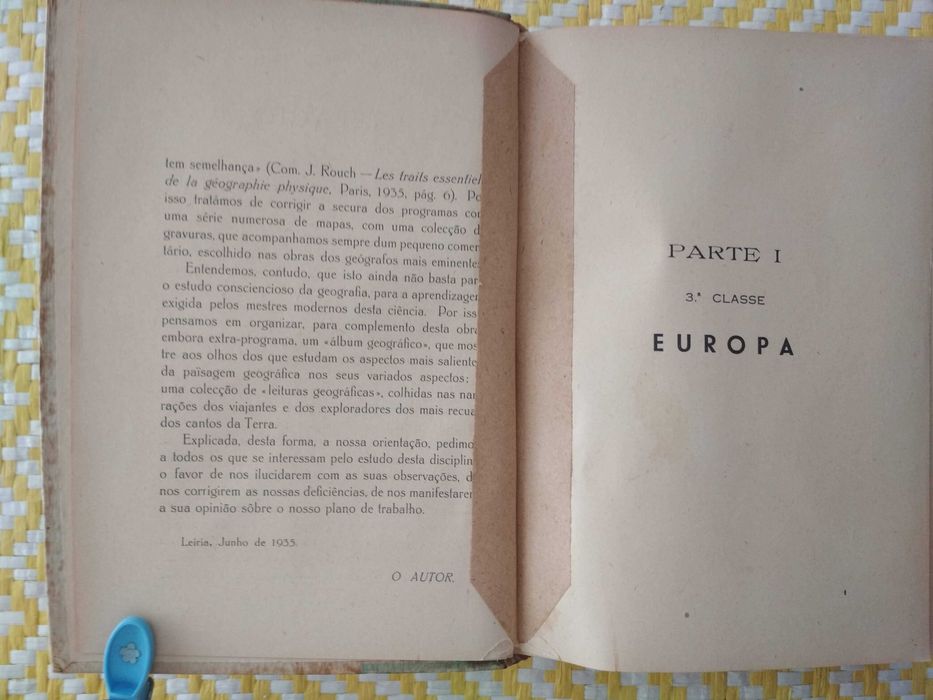 tem semelhança» (Com. J. Rouch — Les traits essentiel
de la géographie physique, Paris, 1935, pág. 6). Po
isso tratámos de corrigir a secura dos programas co
uma série numerosa de mapas, com uma colecção d
gravuras, que acompanhamos sempre dum pequeno comen
tário, escolhido nas obras dos geógrafos mais eminente
Entendemos, contudo, que isto ainda não basta par
o estudo consciencioso da geografia, para a aprendizagem
exigida pelos mestres modernos desta ciência. Por iss
pensamos em organizar, para complemento desta obra
embora extra-programa, um «álbum geográfico», que mos
tre aos olhos dos que estudam os aspectos mais saliente
da païsagem geográfica nos seus variados aspectos;
uma colecção de «leituras geográficas», colhidas nas nar
rações dos viajantes e dos exploradores dos mais recua
dos cantos da Terra.
Explicada, desta forma, a nossa orientação, pedimo
a todos os que se interessam pelo estudo desta disciplin
o favor de nos ilucidarem com as suas observações, d
nos corrigirem as nossas deficiências, de nos manifestarem
a sua opinião sôbre o nosso plano de trabalho.
Leiria, Junho de 1935.
O AUTOR.
PARTE I
3.ª CLASSE
EUROPA